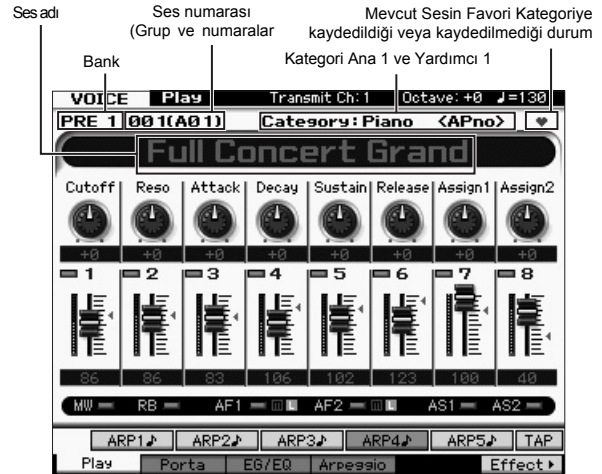 Ses adı
Ses numarası
(Grup ve numaralar
Mevcut Sesin Favori Kategoriye
kaydedildiği veya kaydedilmediği durum
Bank
Kategori Ana 1 ve Yardımcı 1
VOICE Play Transmit Ch:1 Octave:+0 ♩=130
PRE 1 001(A01) Category:Piano <APno> ♥
Full Concert Grand
Cutoff Reso Attack Decay Sustain Release Assign1 Assign2
+0 +0 +0 +0 +0 +0 +0 +0
1 2 3 4 5 6 7 8
86 86 83 106 102 123 100 40
MW RB AF1 m L AF2 m L AS1 AS2
ARP1♪ ARP2♪ ARP3♪ ARP4♪ ARP5♪ TAP
Play Porta EG/EQ Arpeggio Effect